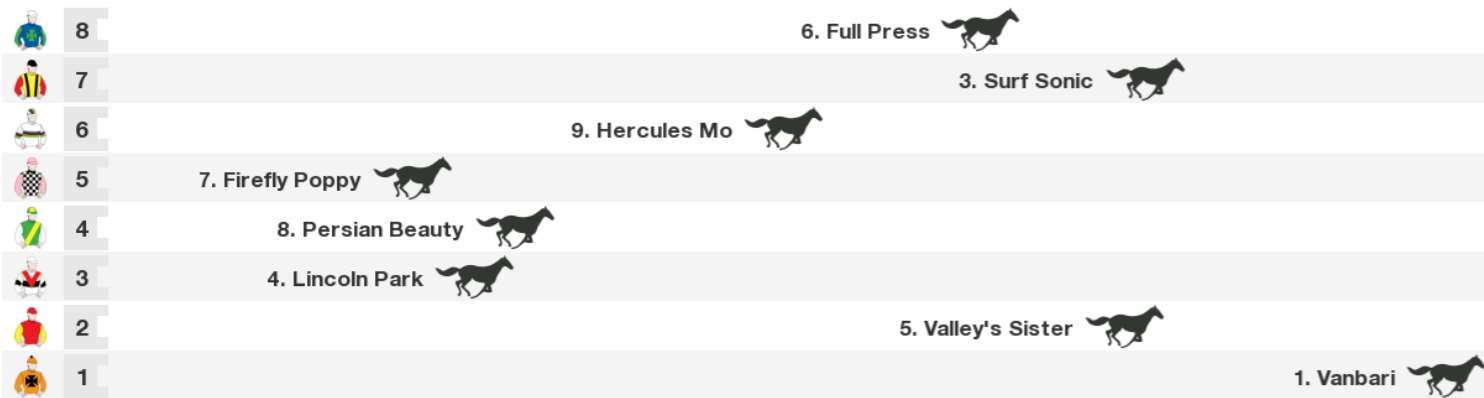 8 6. Full Press
7 3. Surf Sonic
6 9. Hercules Mo
5 7. Firefly Poppy
4 8. Persian Beauty
3 4. Lincoln Park
2 5. Valley's Sister
1 1. Vanbari